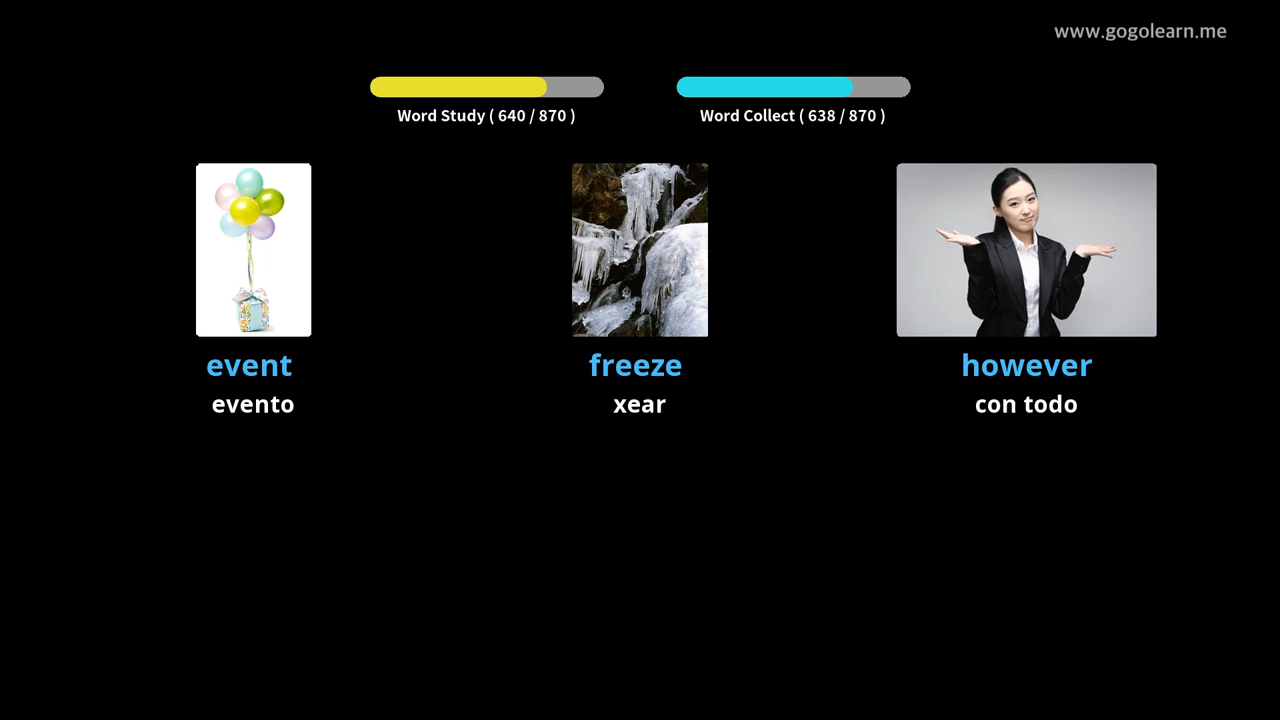 www.gogolearn.me
Word Study ( 640 / 870 )
Word Collect ( 638 / 870 )
event
evento
freeze
xear
however
con todo